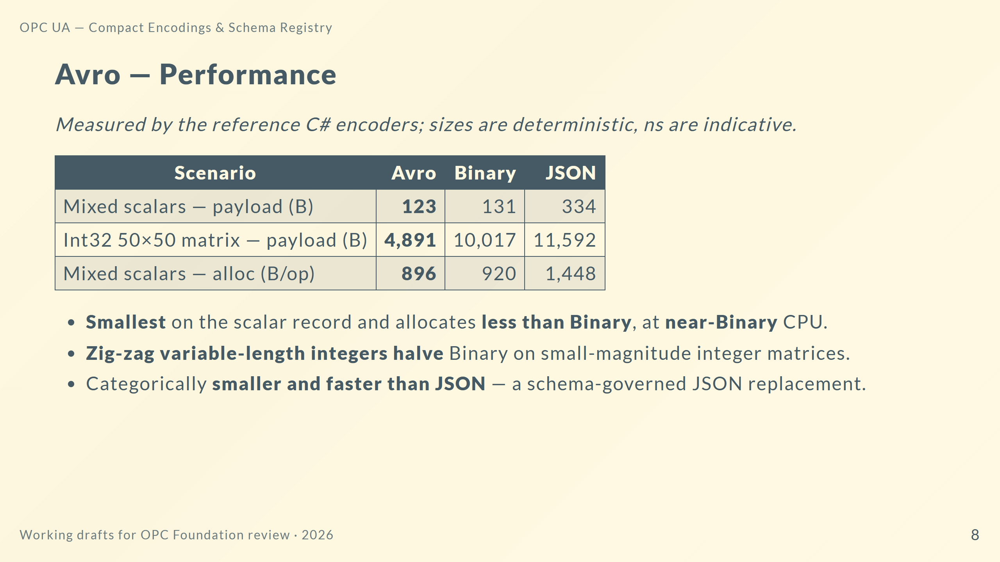 OPC UA — Compact Encodings & Schema Registry
Avro — Performance
Measured by the reference C# encoders; sizes are deterministic, ns are indicative.
Scenario Avro Binary JSON
Mixed scalars — payload (B) 123 131 334
Int32 50×50 matrix — payload (B) 4,891 10,017 11,592
Mixed scalars — alloc (B/op) 896 920 1,448
• Smallest on the scalar record and allocates less than Binary, at near-Binary CPU.
• Zig-zag variable-length integers halve Binary on small-magnitude integer matrices.
• Categorically smaller and faster than JSON — a schema-governed JSON replacement.
Working drafts for OPC Foundation review · 2026
8